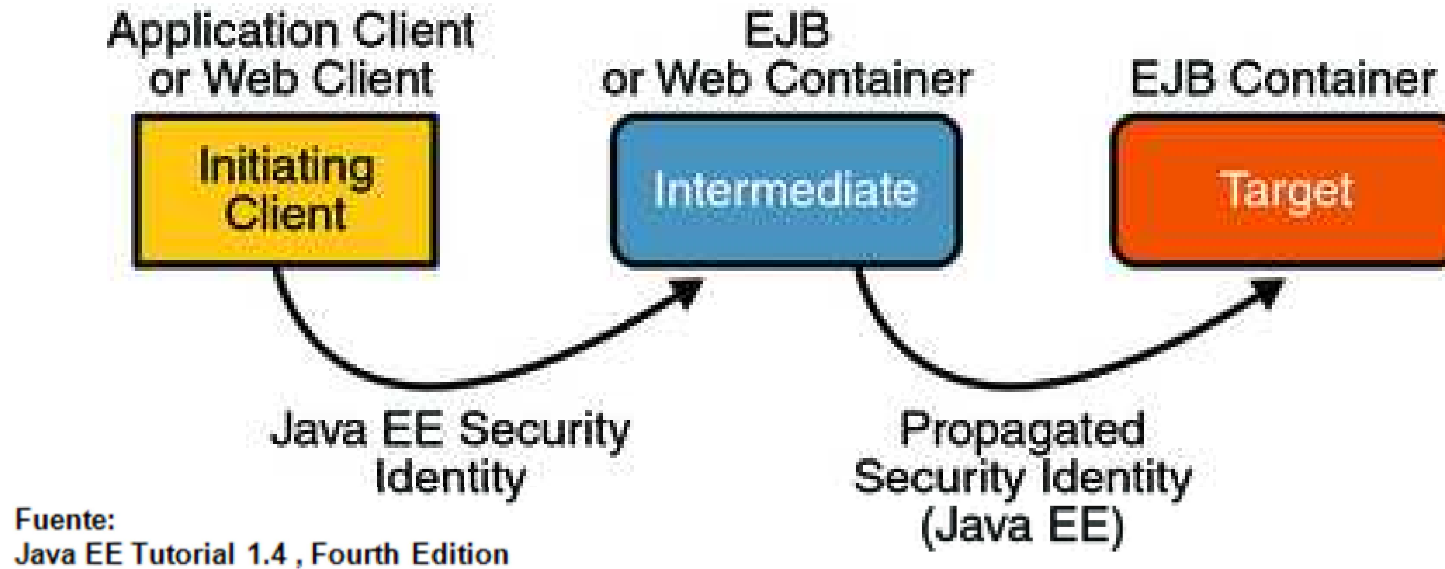 Application Client
or Web Client
Initiating
Client
EJB
or Web Container
Intermediate
EJB Container
Target
Java EE Security
Identity
Propagated
Security Identity
(Java EE)
Fuente:
Java EE Tutorial 1.4 , Fourth Edition